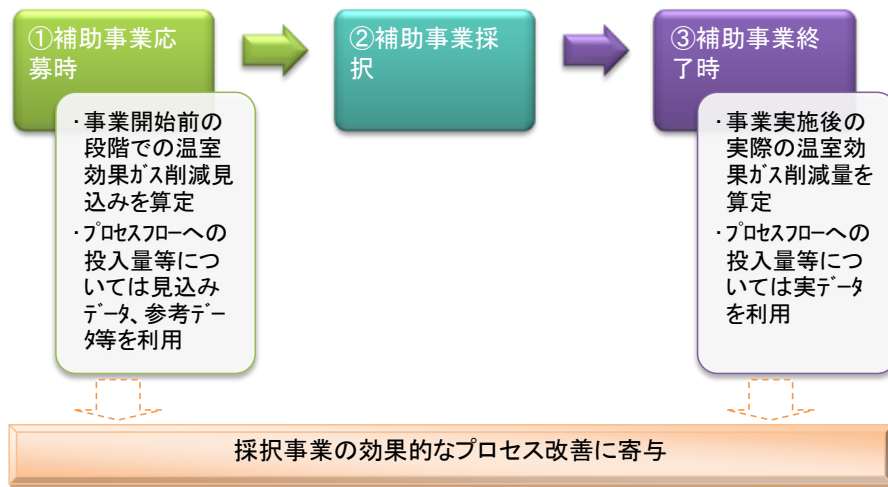 ①補助事業応
募時
・事業開始前の
段階での温室
効果ｶﾞｽ削減見
込みを算定
・ﾌﾟﾛｾｽﾌﾛｰへの
投入量等につ
いては見込み
ﾃﾞｰﾀ、参考ﾃﾞｰ
ﾀ等を利用
②補助事業採
択
③補助事業終
了時
・事業実施後の
実際の温室効
果ｶﾞｽ削減量を
算定
・ﾌﾟﾛｾｽﾌﾛｰへの
投入量等につ
いては実ﾃﾞｰﾀ
を利用
採択事業の効果的なプロセス改善に寄与